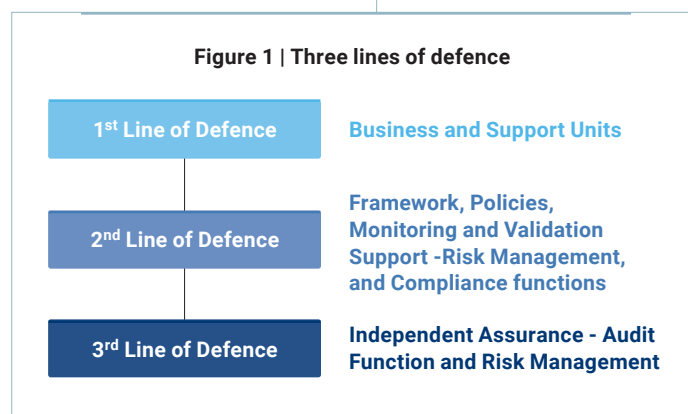 Figure 1 | Three lines of defence
1st Line of Defence
Business and Support Units
2nd Line of Defence
Framework, Policies,
Monitoring and Validation
Support -Risk Management,
and Compliance functions
3rd Line of Defence
Independent Assurance - Audit
Function and Risk Management